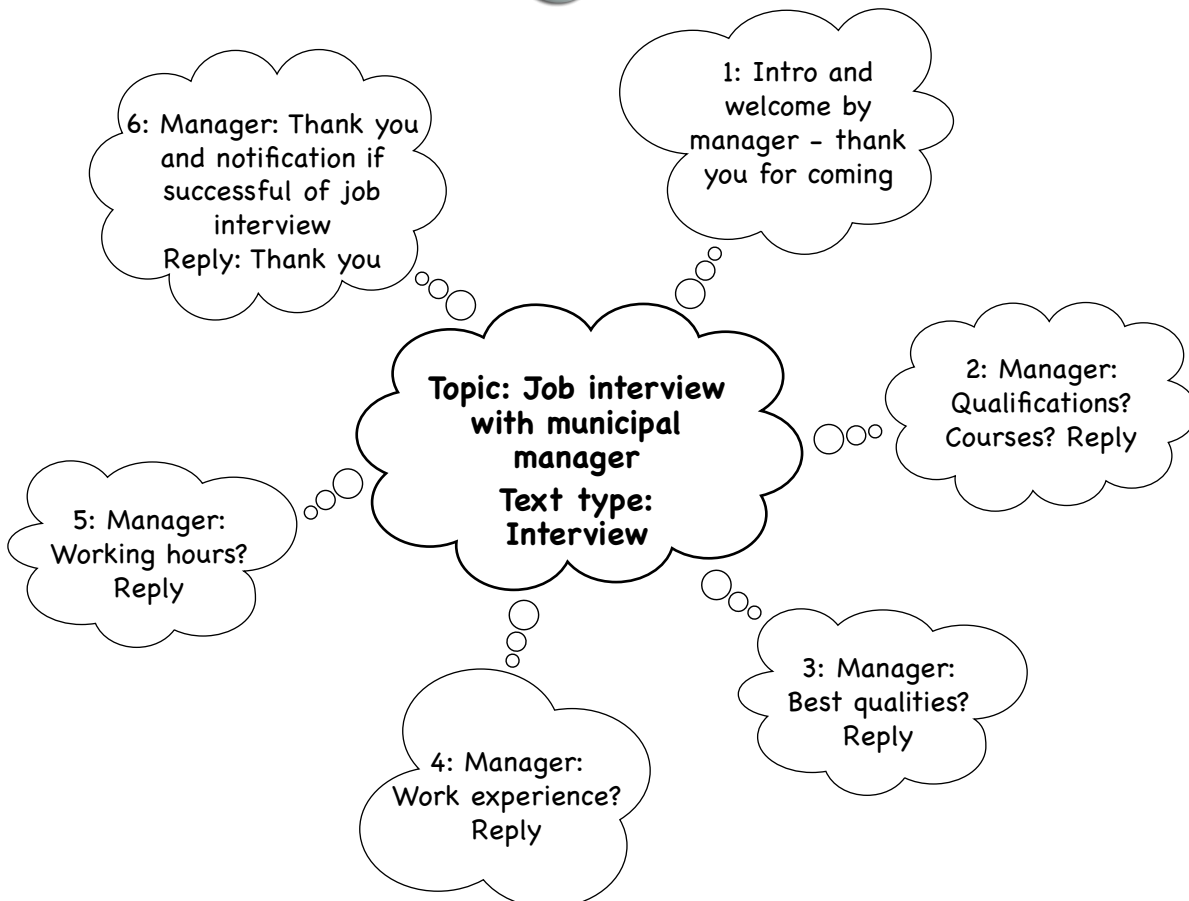 Topic: Job interview
with municipal
manager
Text type:
Interview
1: Intro and
welcome by
manager - thank
you for coming
2: Manager:
Qualifications?
Courses? Reply
3: Manager:
Best qualities?
Reply
4: Manager:
Work experience?
Reply
5: Manager:
Working hours?
Reply
6: Manager: Thank you
and notification if
successful of job
interview
Reply: Thank you